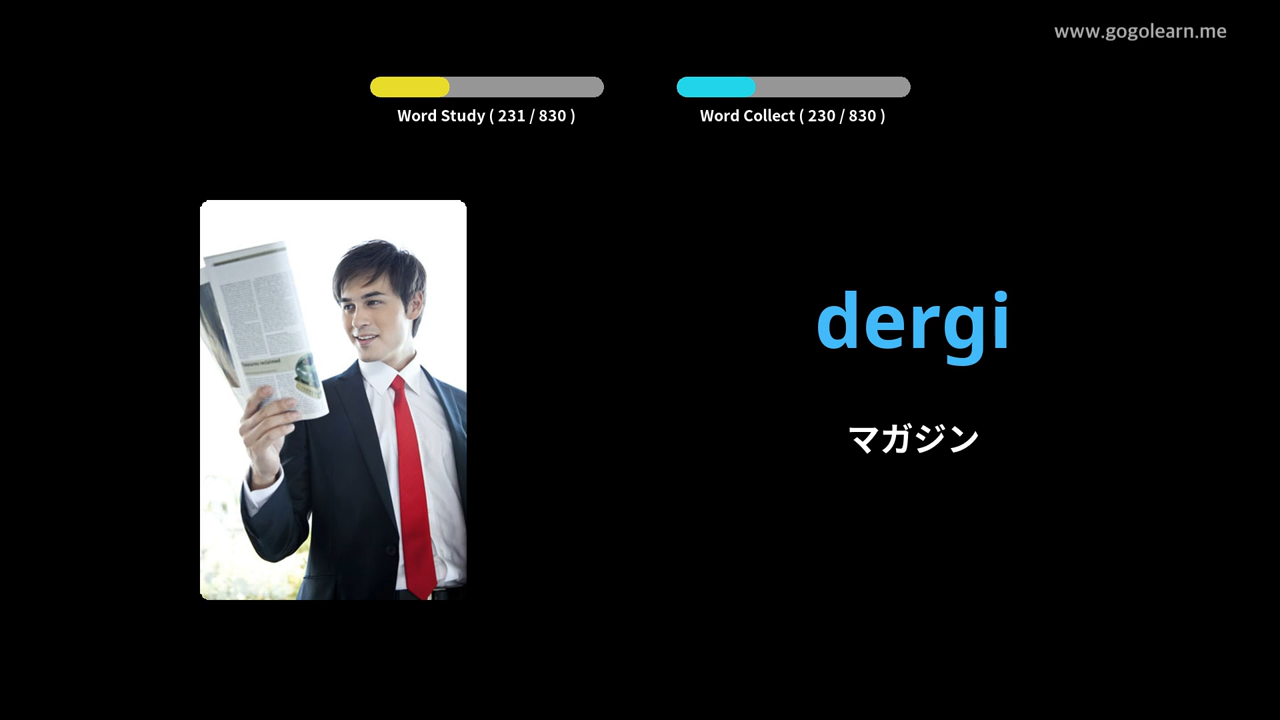 www.gogolearn.me
Word Study ( 231 / 830 )
Word Collect ( 230 / 830 )
dergi
マガジン